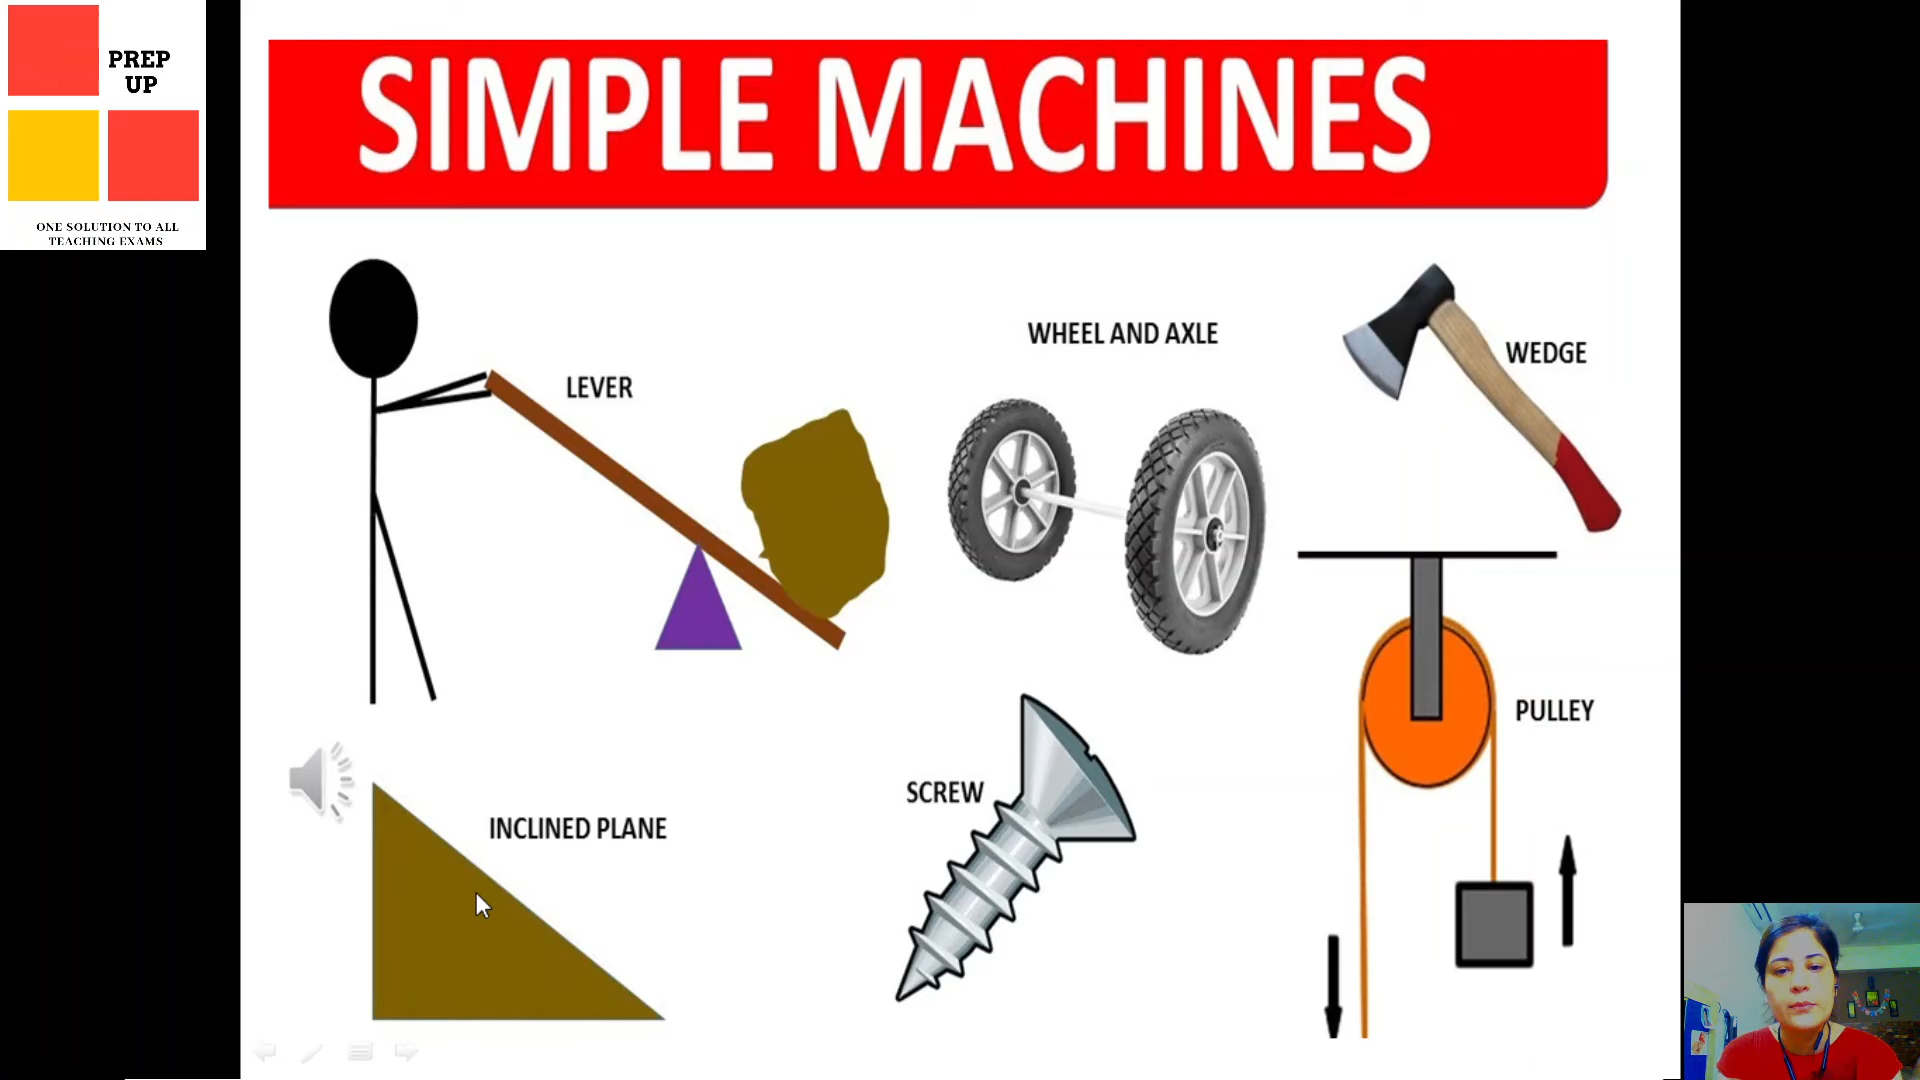 PREP
UP
ONE SOLUTION TO ALL
TEACHING EXAMS
SIMPLE MACHINES
LEVER
WHEEL AND AXLE
WEDGE
PULLEY
SCREW
INCLINED PLANE